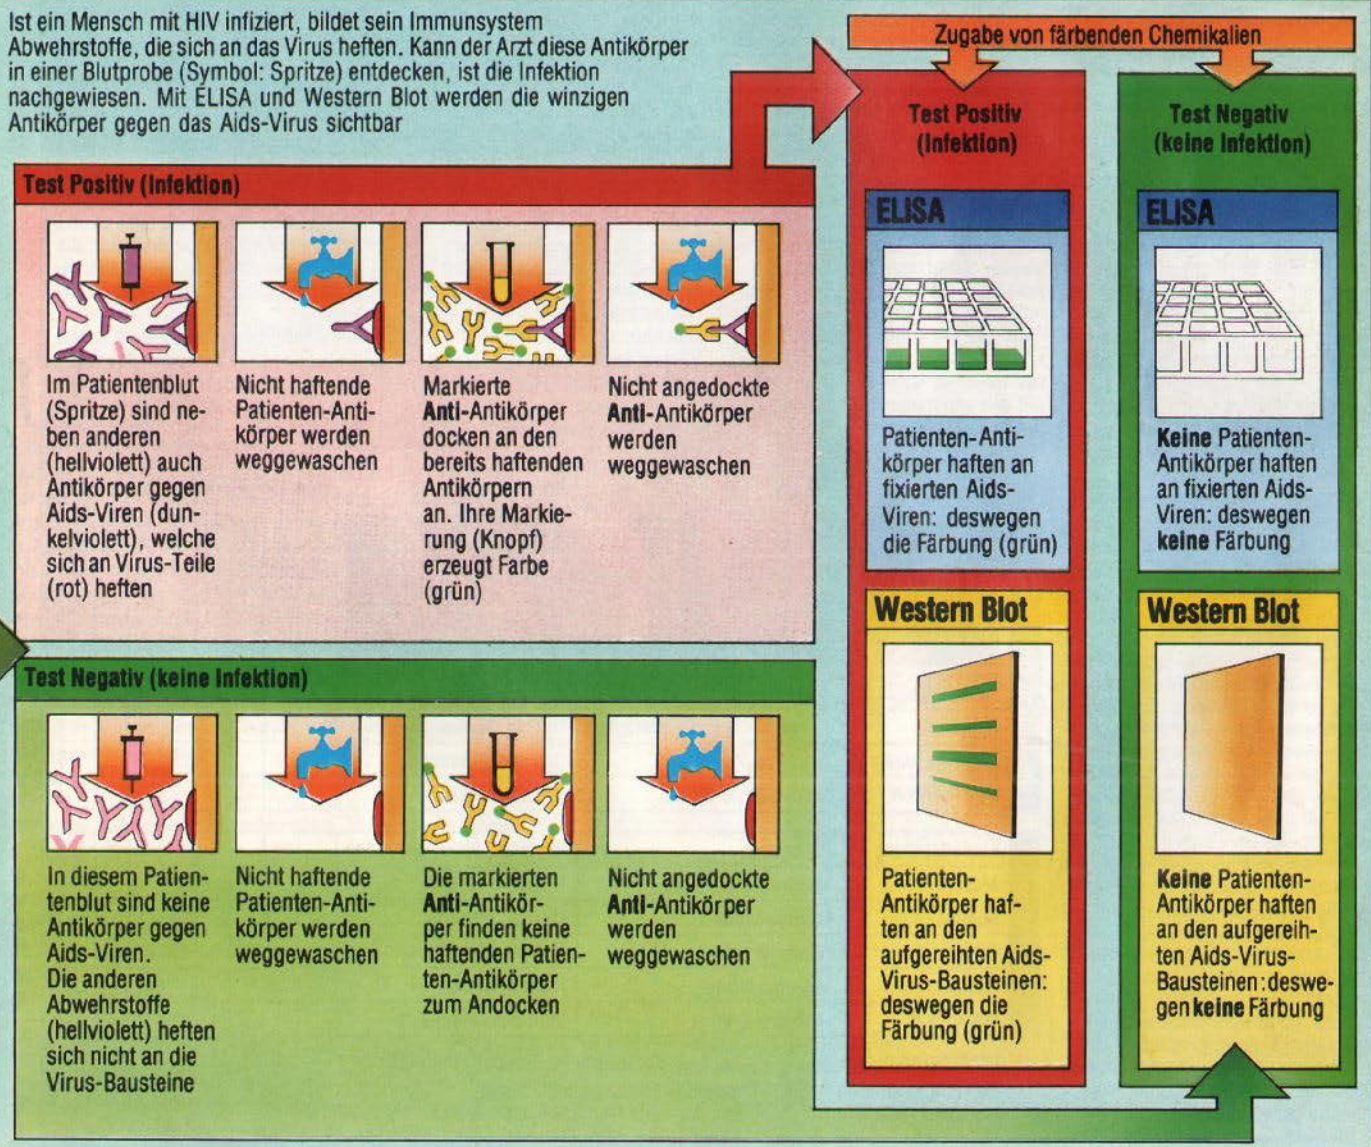 Ist ein Mensch mit HIV infiziert, bildet sein Immunsystem
Abwehrstoffe, die sich an das Virus heften. Kann der Arzt diese Antikörper
in einer Blutprobe (Symbol: Spritze) entdecken, ist die Infektion
nachgewiesen. Mit ELISA und Western Blot werden die winzigen
Antikörper gegen das Aids-Virus sichtbar
Test Positiv (Infektion)
Im Patientenblut
(Spritze) sind ne-
ben anderen
(hellviolett) auch
Antikörper gegen
Aids-Viren (dun-
kelviolett), welche
sich an Virus-Teile
(rot) heften
Nicht haftende
Patienten-Anti-
körper werden
weggewaschen
Markierte
Anti-Antikörper
docken an den
bereits haftenden
Antikörpern
an. Ihre Markie-
rung (Knopf)
erzeugt Farbe
(grün)
Nicht angedockte
Anti-Antikörper
werden
weggewaschen
Test Negativ (keine Infektion)
In diesem Patien-
tenblut sind keine
Antikörper gegen
Aids-Viren.
Die anderen
Abwehrstoffe
(hellviolett) heften
sich nicht an die
Virus-Bausteine
Nicht haftende
Patienten-Anti-
körper werden
weggewaschen
Die markierten
Anti-Antikör-
per finden keine
haftenden Patien-
ten-Antikörper
zum Andocken
Nicht angedockte
Anti-Antikörper
werden
weggewaschen
Zugabe von färbenden Chemikalien
Test Positiv
(Infektion)
ELISA
Patienten-Anti-
körper haften an
fixierten Aids-
Viren: deswegen
die Färbung (grün)
Western Blot
Patienten-
Antikörper haf-
ten an den
aufgereihten Aids-
Virus-Bausteinen:
deswegen die
Färbung (grün)
Test Negativ
(keine Infektion)
ELISA
Keine Patienten-
Antikörper haften
an fixierten Aids-
Viren: deswegen
keine Färbung
Western Blot
Keine Patienten-
Antikörper haften
an den aufgereih-
ten Aids-Virus-
Bausteinen: deswe-
gen keine Färbung